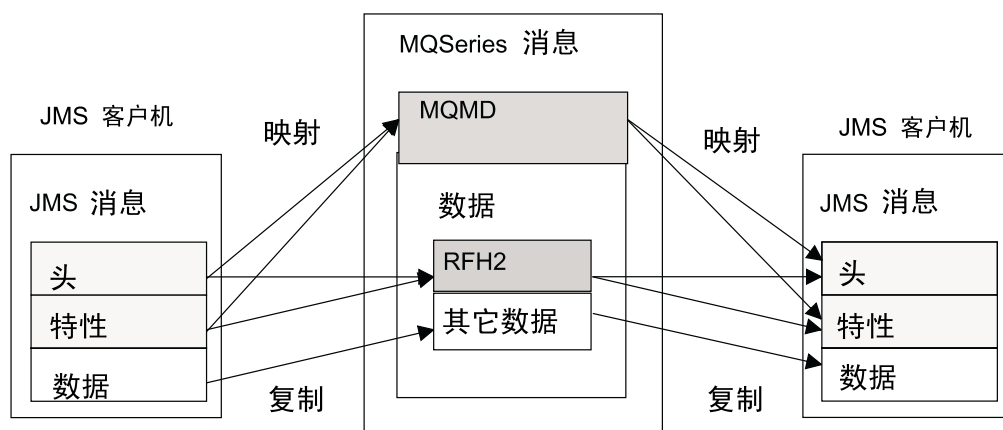 JMS 客户机
JMS 消息
头
特性
数据
映射
复制
MQSeries 消息
MQMD
数据
RFH2
其它数据
映射
复制
JMS 客户机
JMS 消息
头
特性
数据